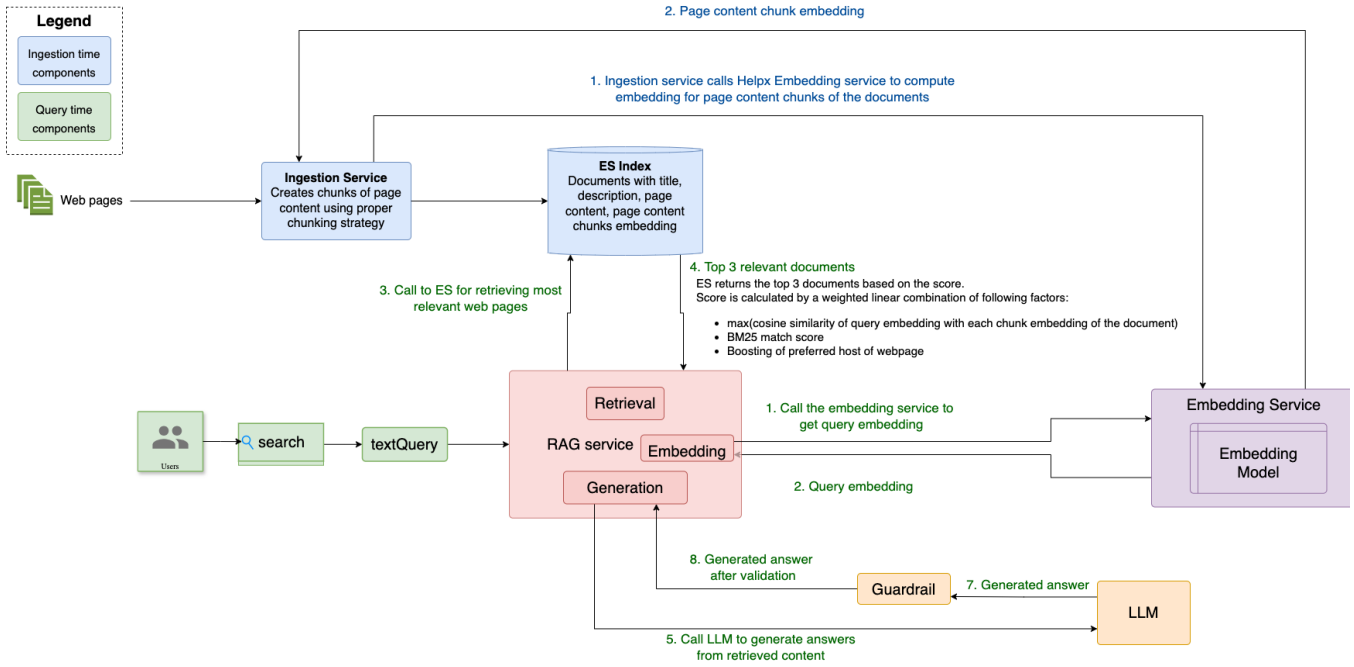 Legend
Ingestion time
components
Query time
components
2. Page content chunk embedding
1. Ingestion service calls Helpx Embedding service to compute
embedding for page content chunks of the documents
Web pages
Ingestion Service
Creates chunks of page
content using proper
chunking strategy
ES Index
Documents with title,
description, page
content, page content
chunks embedding
3. Call to ES for retrieving most
relevant web pages
4. Top 3 relevant documents
ES returns the top 3 documents based on the score.
Score is calculated by a weighted linear combination of following factors:
• max(cosine similarity of query embedding with each chunk embedding of the document)
• BM25 match score
• Boosting of preferred host of webpage
Users
search
textQuery
Retrieval
RAG service
Embedding
Generation
1. Call the embedding service to
get query embedding
2. Query embedding
Embedding Service
Embedding
Model
8. Generated answer
after validation
Guardrail
7. Generated answer
LLM
5. Call LLM to generate answers
from retrieved content